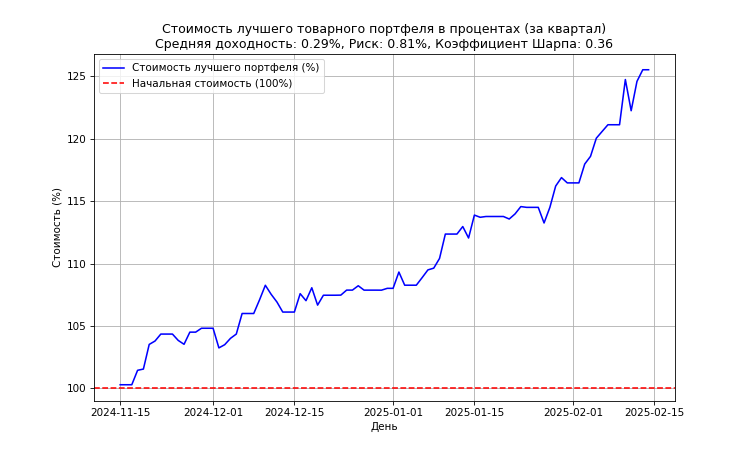 Стоимость лучшего товарного портфеля в процентах (за квартал)
Средняя доходность: 0.29%, Риск: 0.81%, Коэффициент Шарпа: 0.36
Стоимость лучшего портфеля (%)
Начальная стоимость (100%)
Стоимость (%)
125
120
115
110
105
100
2024-11-15
2024-12-01
2024-12-15
2025-01-01
2025-01-15
2025-02-01
2025-02-15
День